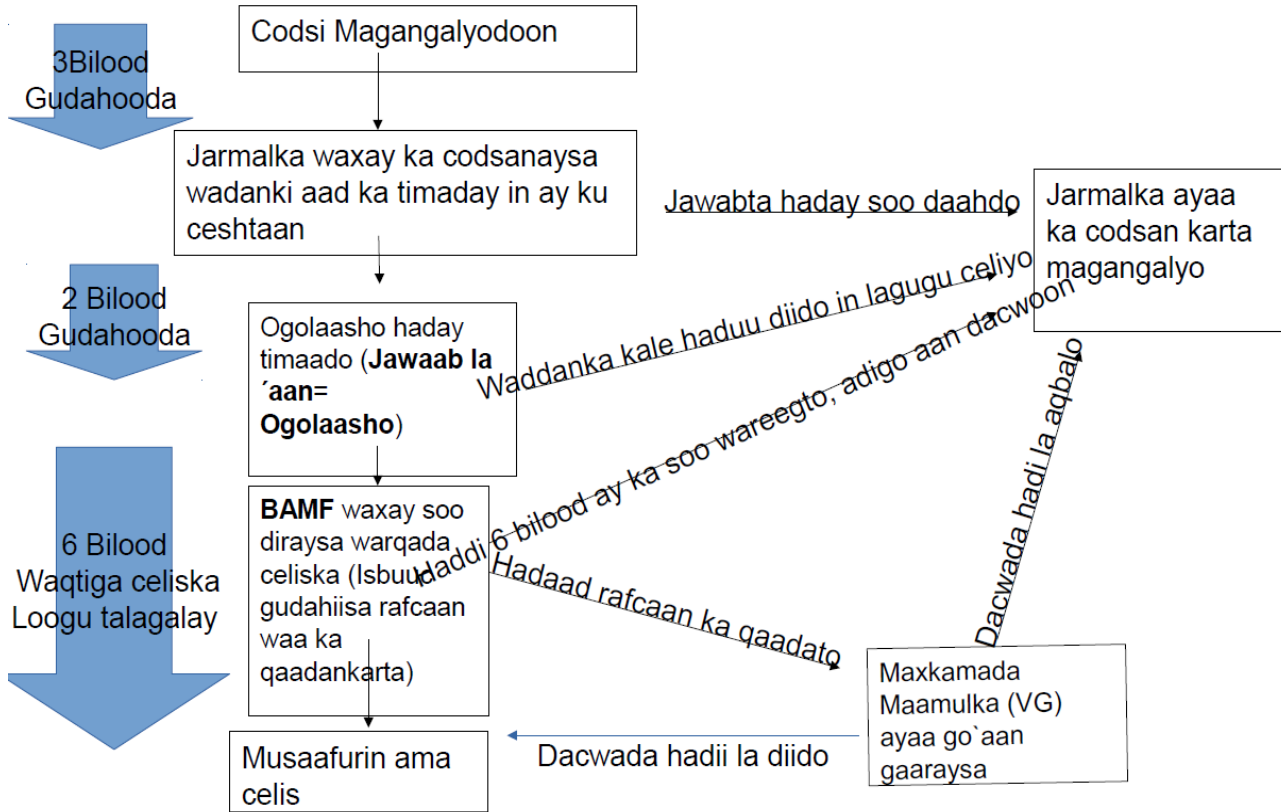 3Bilood
Gudahooda
Codsi Magangalyodoon
Jarmalka waxay ka codsanaysa
wadanki aad ka timaday in ay ku
ceshtaan
Jawabta haday soo daahdo
Jarmalka ayaa
ka codsan karta
magangalyo
2 Bilood
Gudahooda
Ogolaasho haday
timaado (Jawaab la
´aan=
Ogolaasho)
Waddanka kale haduu diido in lagugu celiyo
Haddi 6 bilood ay ka soo wareegto, adigo aan dacwoon
6 Bilood
Waqtiga celiska
Loogu talagalay
BAMF waxay soo
diraysa warqada
celiska (Isbuuc
gudahiisa rafcaan
waa ka
qaadankarta)
Hadaad rafcaan ka qaadato
Dacwada hadi la aqbalo
Maxkamada
Maamulka (VG)
ayaa go`aan
gaaraysa
Dacwada hadii la diido
Musaafurin ama
celis